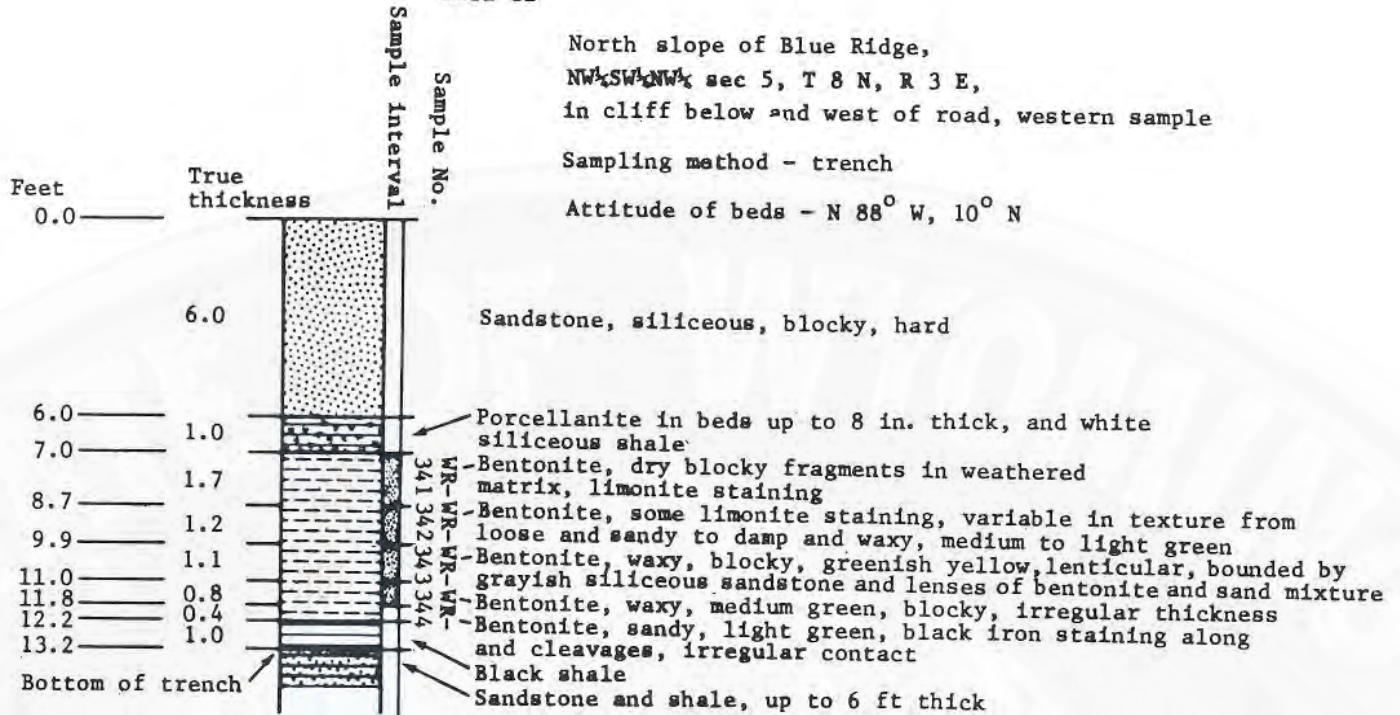 North slope of Blue Ridge,
NW¼SW¼NW¼ sec 5, T 8 N, R 3 E,
in cliff below and west of road, western sample
Sampling method - trench
Attitude of beds - N 88° W, 10° N
Sample interval
Sample No.
Feet
True
thickness
0.0
6.0
Sandstone, siliceous, blocky, hard
6.0
1.0
7.0
Porcellanite in beds up to 8 in. thick, and white
siliceous shale
1.7
WR-341
Bentonite, dry blocky fragments in weathered
matrix, limonite staining
8.7
1.2
WR-342
Bentonite, some limonite staining, variable in texture from
loose and sandy to damp and waxy, medium to light green
9.9
1.1
WR-343
Bentonite, waxy, blocky, greenish yellow, lenticular, bounded by
grayish siliceous sandstone and lenses of bentonite and sand mixture
11.0
0.8
WR-344
Bentonite, waxy, medium green, blocky, irregular thickness
11.8
0.4
Bentonite, sandy, light green, black iron staining along
and cleavages, irregular contact
12.2
1.0
Black shale
13.2
Bottom of trench
Sandstone and shale, up to 6 ft thick